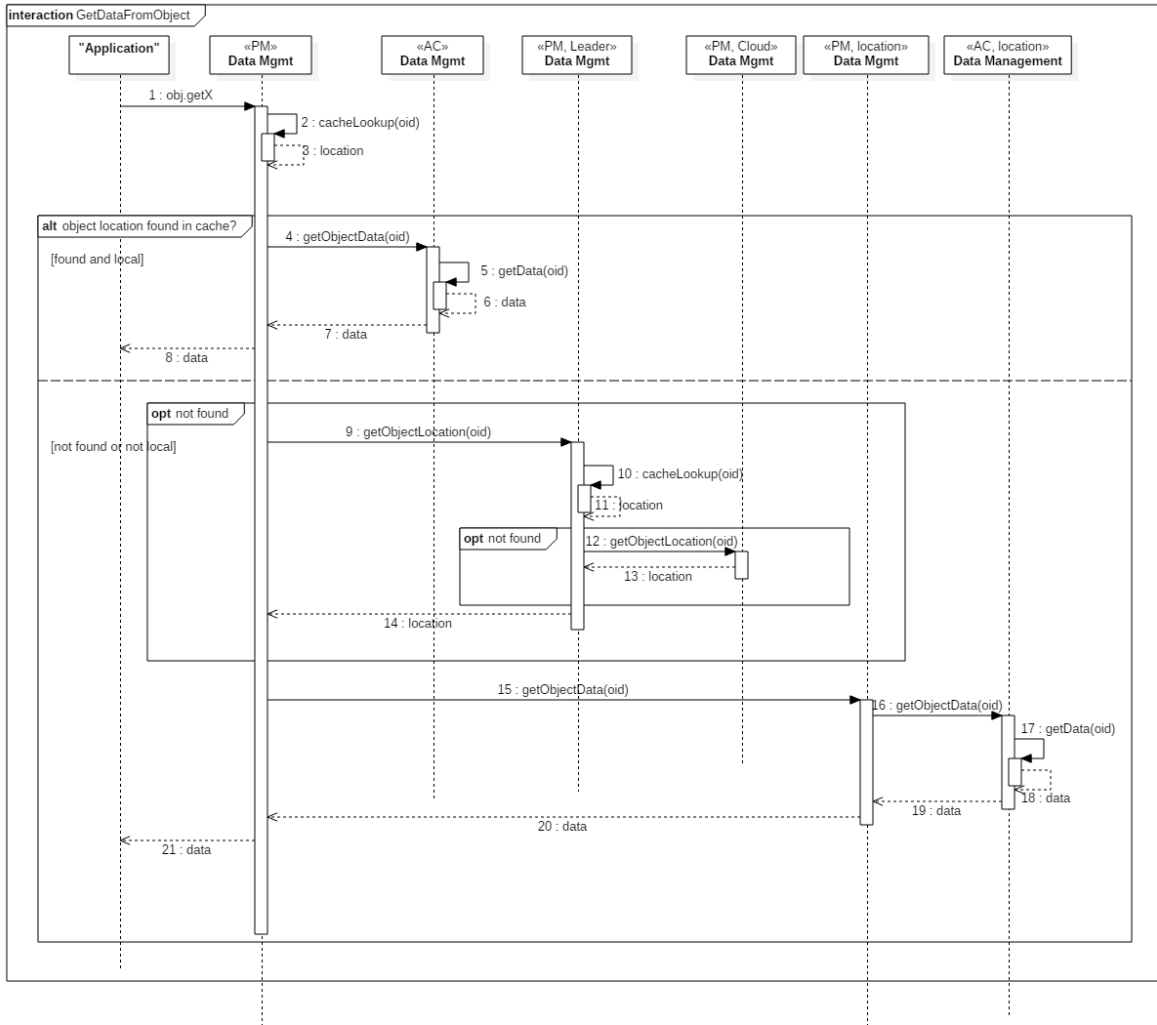 interaction GetDataFromObject
"Application"
«PM»
Data Mgmt
«AC»
Data Mgmt
«PM, Leader»
Data Mgmt
«PM, Cloud»
Data Mgmt
«PM, location»
Data Mgmt
«AC, location»
Data Management
1 : obj.getX
2 : cacheLookup(oid)
3 : location
alt object location found in cache?
4 : getObjectData(oid)
[found and local]
5 : getData(oid)
6 : data
7 : data
8 : data
opt not found
9 : getObjectLocation(oid)
[not found or not local]
10 : cacheLookup(oid)
11 : location
opt not found
12 : getObjectLocation(oid)
13 : location
14 : location
15 : getObjectData(oid)
16 : getObjectData(oid)
17 : getData(oid)
18 : data
19 : data
20 : data
21 : data